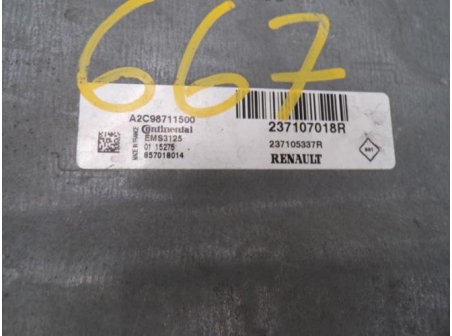 667
A2C98711500
Continental
EMS3125
01 15275
857018014
MADE IN FRANCE
237107018R
237105337R
RENAULT